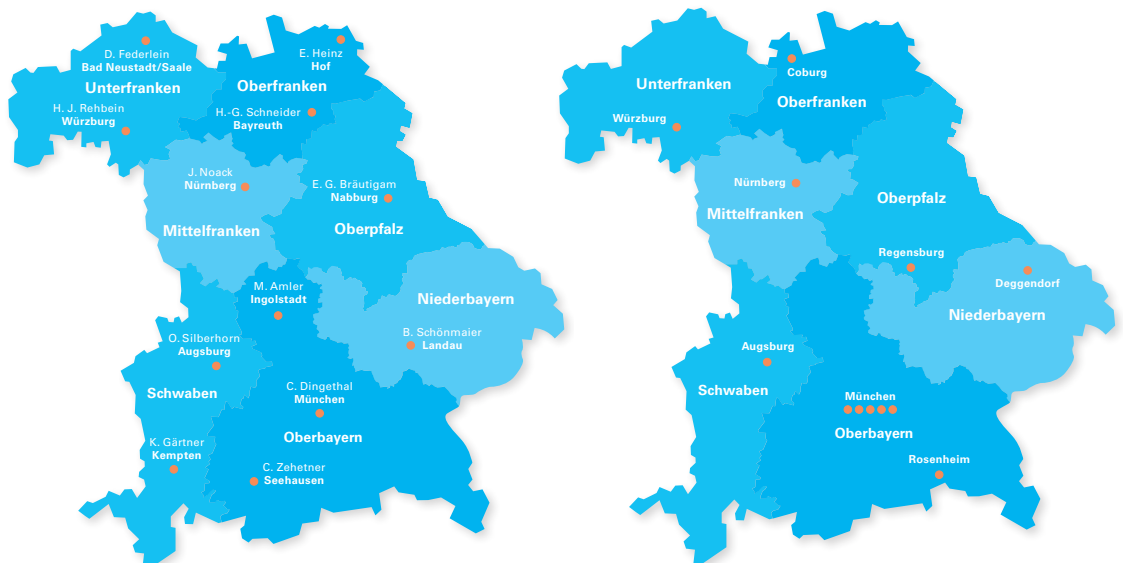 D. Federlein
Bad Neustadt/Saale
Unterfranken
H. J. Rehbein
Würzburg
E. Heinz
Hof
Oberfranken
H.-G. Schneider
Bayreuth
J. Noack
Nürnberg
Mittelfranken
E. G. Bräutigam
Nabburg
Oberpfalz
M. Amler
Ingolstadt
Niederbayern
B. Schönmaier
Landau
O. Silberhorn
Augsburg
Schwaben
C. Dingethal
München
Oberbayern
K. Gärtner
Kempten
C. Zehetner
Seehausen
Unterfranken
Würzburg
Coburg
Oberfranken
Nürnberg
Mittelfranken
Oberpfalz
Regensburg
Deggendorf
Niederbayern
Augsburg
Schwaben
München
Oberbayern
Rosenheim